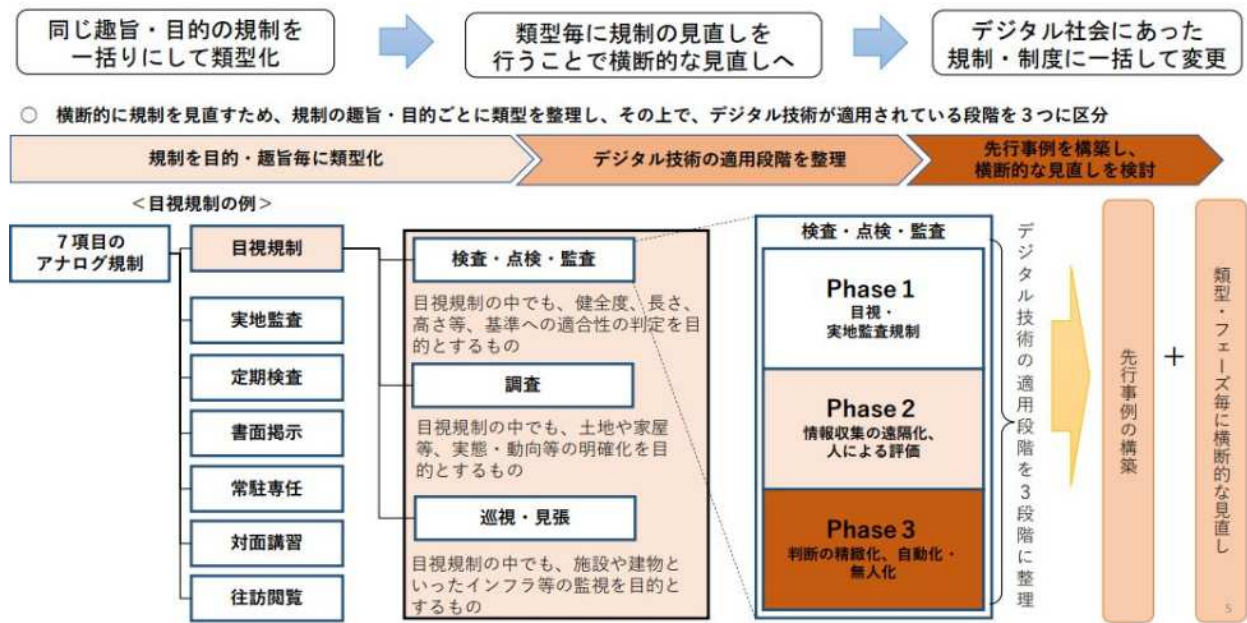 同じ趣旨・目的の規制を
一括りにして類型化
類型毎に規制の見直しを
行うことで横断的な見直しへ
デジタル社会にあった
規制・制度に一括して変更
○ 横断的に規制を見直すため、規制の趣旨・目的ごとに類型を整理し、その上で、デジタル技術が適用されている段階を３つに区分
規制を目的・趣旨毎に類型化
デジタル技術の適用段階を整理
先行事例を構築し、
横断的な見直しを検討
＜目視規制の例＞
７項目の
アナログ規制
目視規制
実地監査
定期検査
書面掲示
常駐専任
対面講習
往訪閲覧
検査・点検・監査
目視規制の中でも、健全度、長さ、
高さ等、基準への適合性の判定を目
的とするもの
調査
目視規制の中でも、土地や家屋
等、実態・動向等の明確化を目
的とするもの
巡視・見張
目視規制の中でも、施設や建物と
いったインフラ等の監視を目的と
するもの
検査・点検・監査
Phase 1
目視・
実地監査規制
Phase 2
情報収集の遠隔化、
人による評価
Phase 3
判断の精緻化、自動化・
無人化
デジタル技術の適用段階を３段階に整理
先行事例の構築
＋
類型・フェーズ毎に横断的な見直し
5